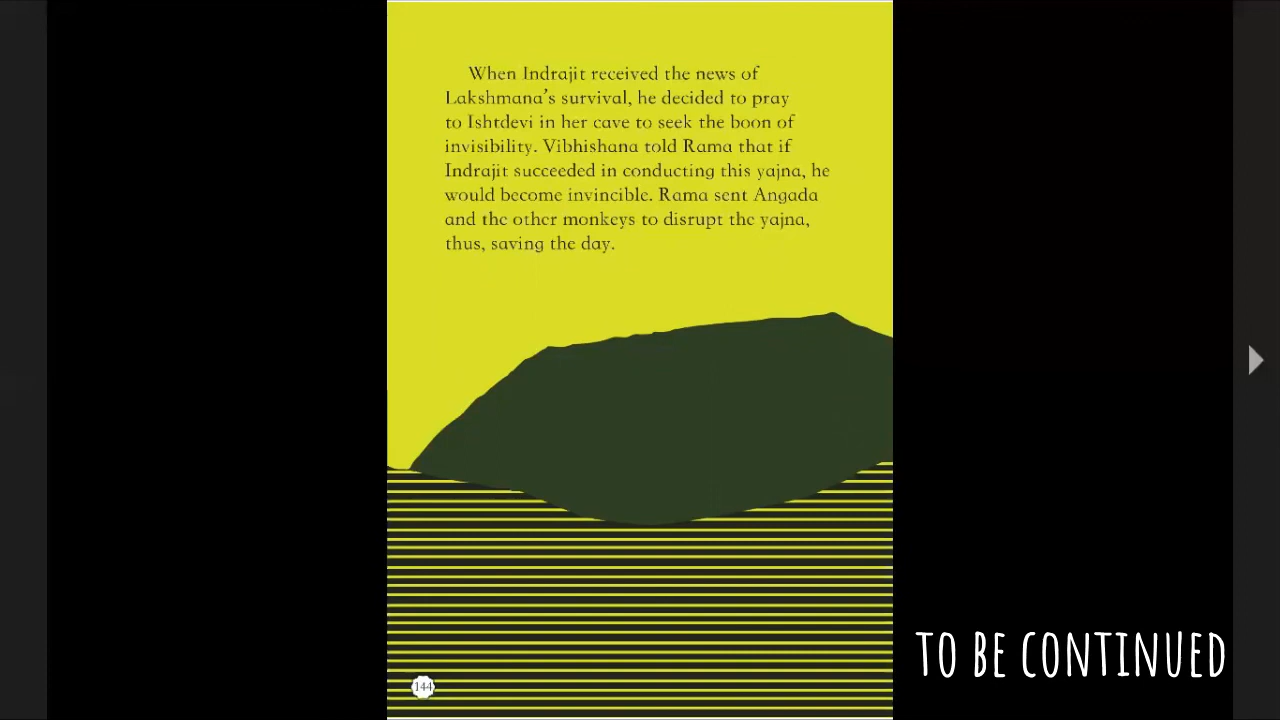 When Indrajit received the news of
Lakshmana's survival, he decided to pray
to Ishtdevi in her cave to seek the boon of
invisibility. Vibhishana told Rama that if
Indrajit succeeded in conducting this yajna, he
would become invincible. Rama sent Angada
and the other monkeys to disrupt the yajna,
thus, saving the day.
TO BE CONTINUED
144